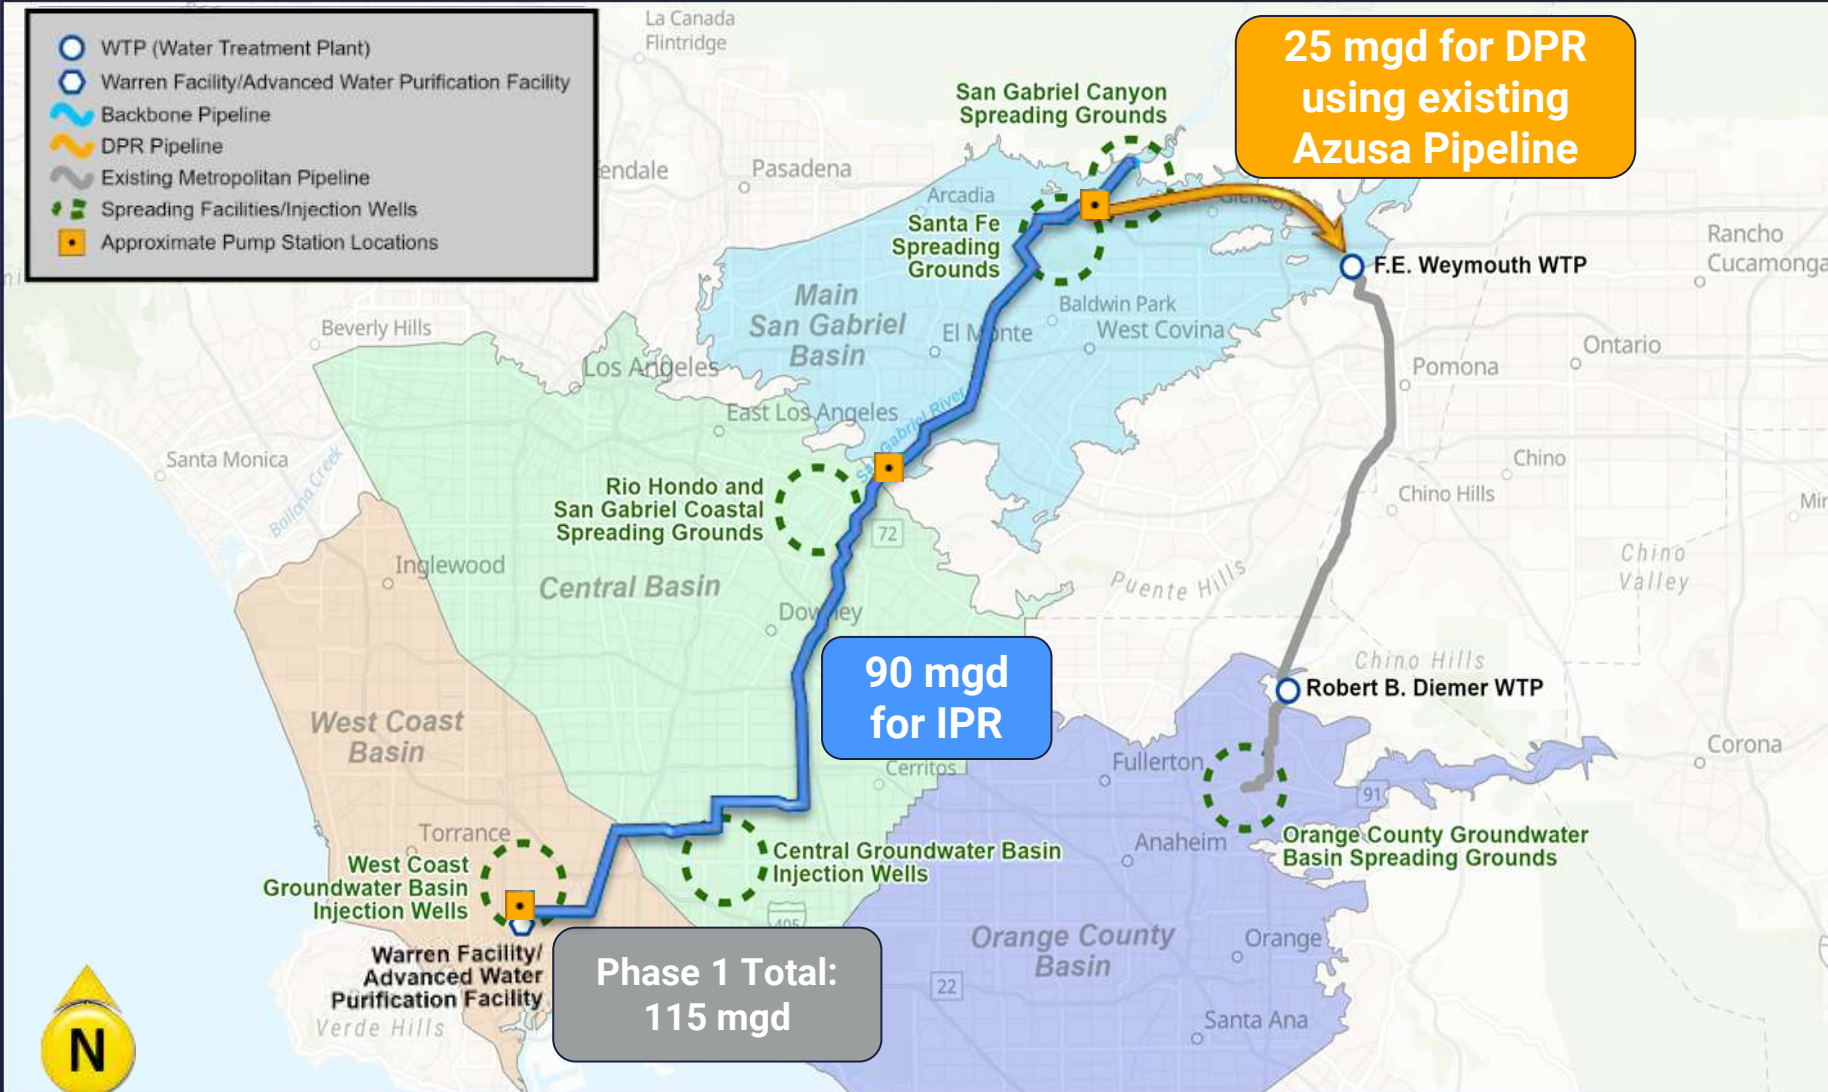 WTP (Water Treatment Plant)
Warren Facility/Advanced Water Purification Facility
Backbone Pipeline
DPR Pipeline
Existing Metropolitan Pipeline
Spreading Facilities/Injection Wells
Approximate Pump Station Locations
La Canada
Flintridge
25 mgd for DPR
using existing
Azusa Pipeline
San Gabriel Canyon
Spreading Grounds
endale
Pasadena
Arcadia
Santa Fe
Spreading
Grounds
F.E. Weymouth WTP
Rancho
Cucamonga
Main
San Gabriel
Basin
Baldwin Park
El Monte
West Covina
Beverly Hills
Los Angeles
Ontario
Pomona
East Los Angeles
San Gabriel River
Santa Monica
Ballona Creek
Chino
Chino Hills
Rio Hondo and
San Gabriel Coastal
Spreading Grounds
72
Inglewood
Central Basin
Downey
Puente Hills
Chino
Valley
90 mgd
for IPR
Chino Hills
Robert B. Diemer WTP
West Coast
Basin
Cerritos
Fullerton
Corona
91
Torrance
West Coast
Groundwater Basin
Injection Wells
Central Groundwater Basin
Injection Wells
Anaheim
Orange County Groundwater
Basin Spreading Grounds
405
Warren Facility/
Advanced Water
Purification Facility
Verde Hills
Phase 1 Total:
115 mgd
Orange County
Basin
Orange
22
Santa Ana
N